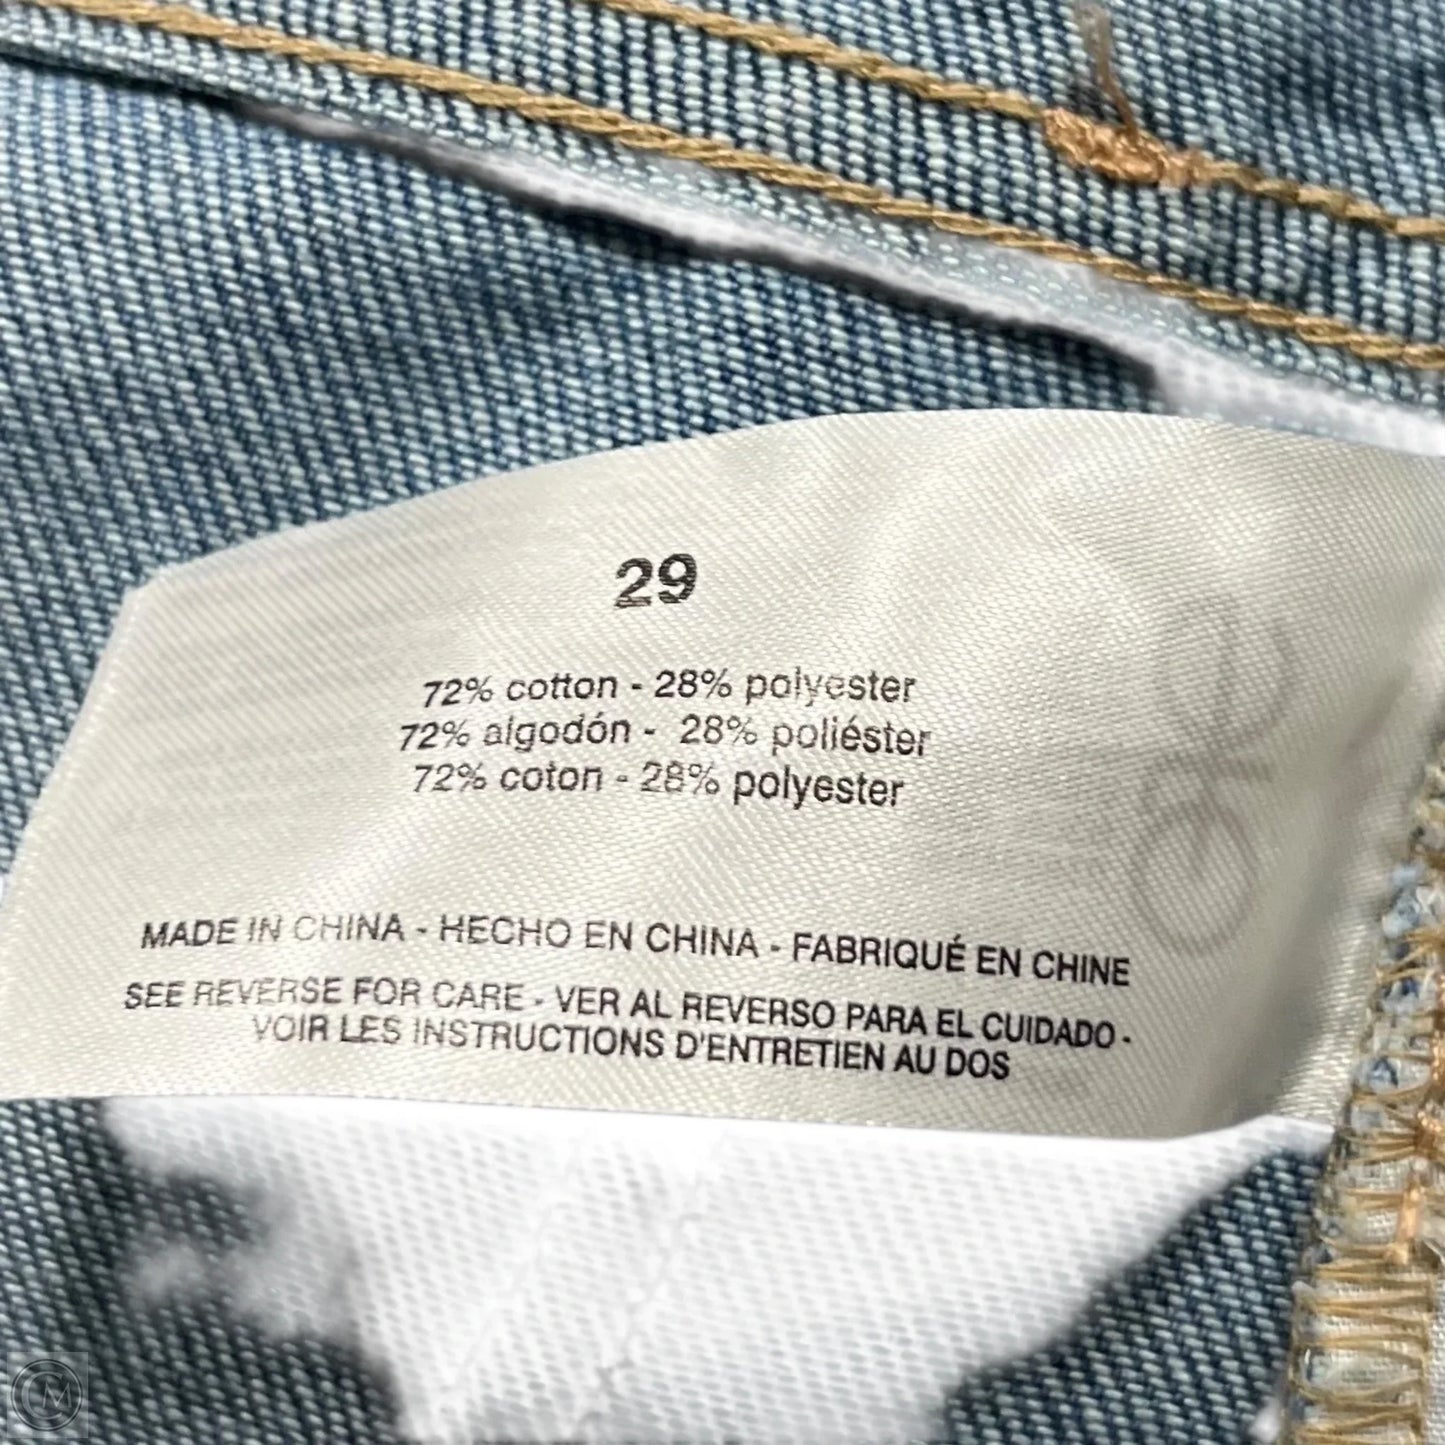 29
72% cotton - 28% polyester
72% algodón - 28% poliéster
72% coton - 28% polyester
MADE IN CHINA - HECHO EN CHINA - FABRIQUÉ EN CHINE
SEE REVERSE FOR CARE - VER AL REVERSO PARA EL CUIDADO -
VOIR LES INSTRUCTIONS D'ENTRETIEN AU DOS
CM